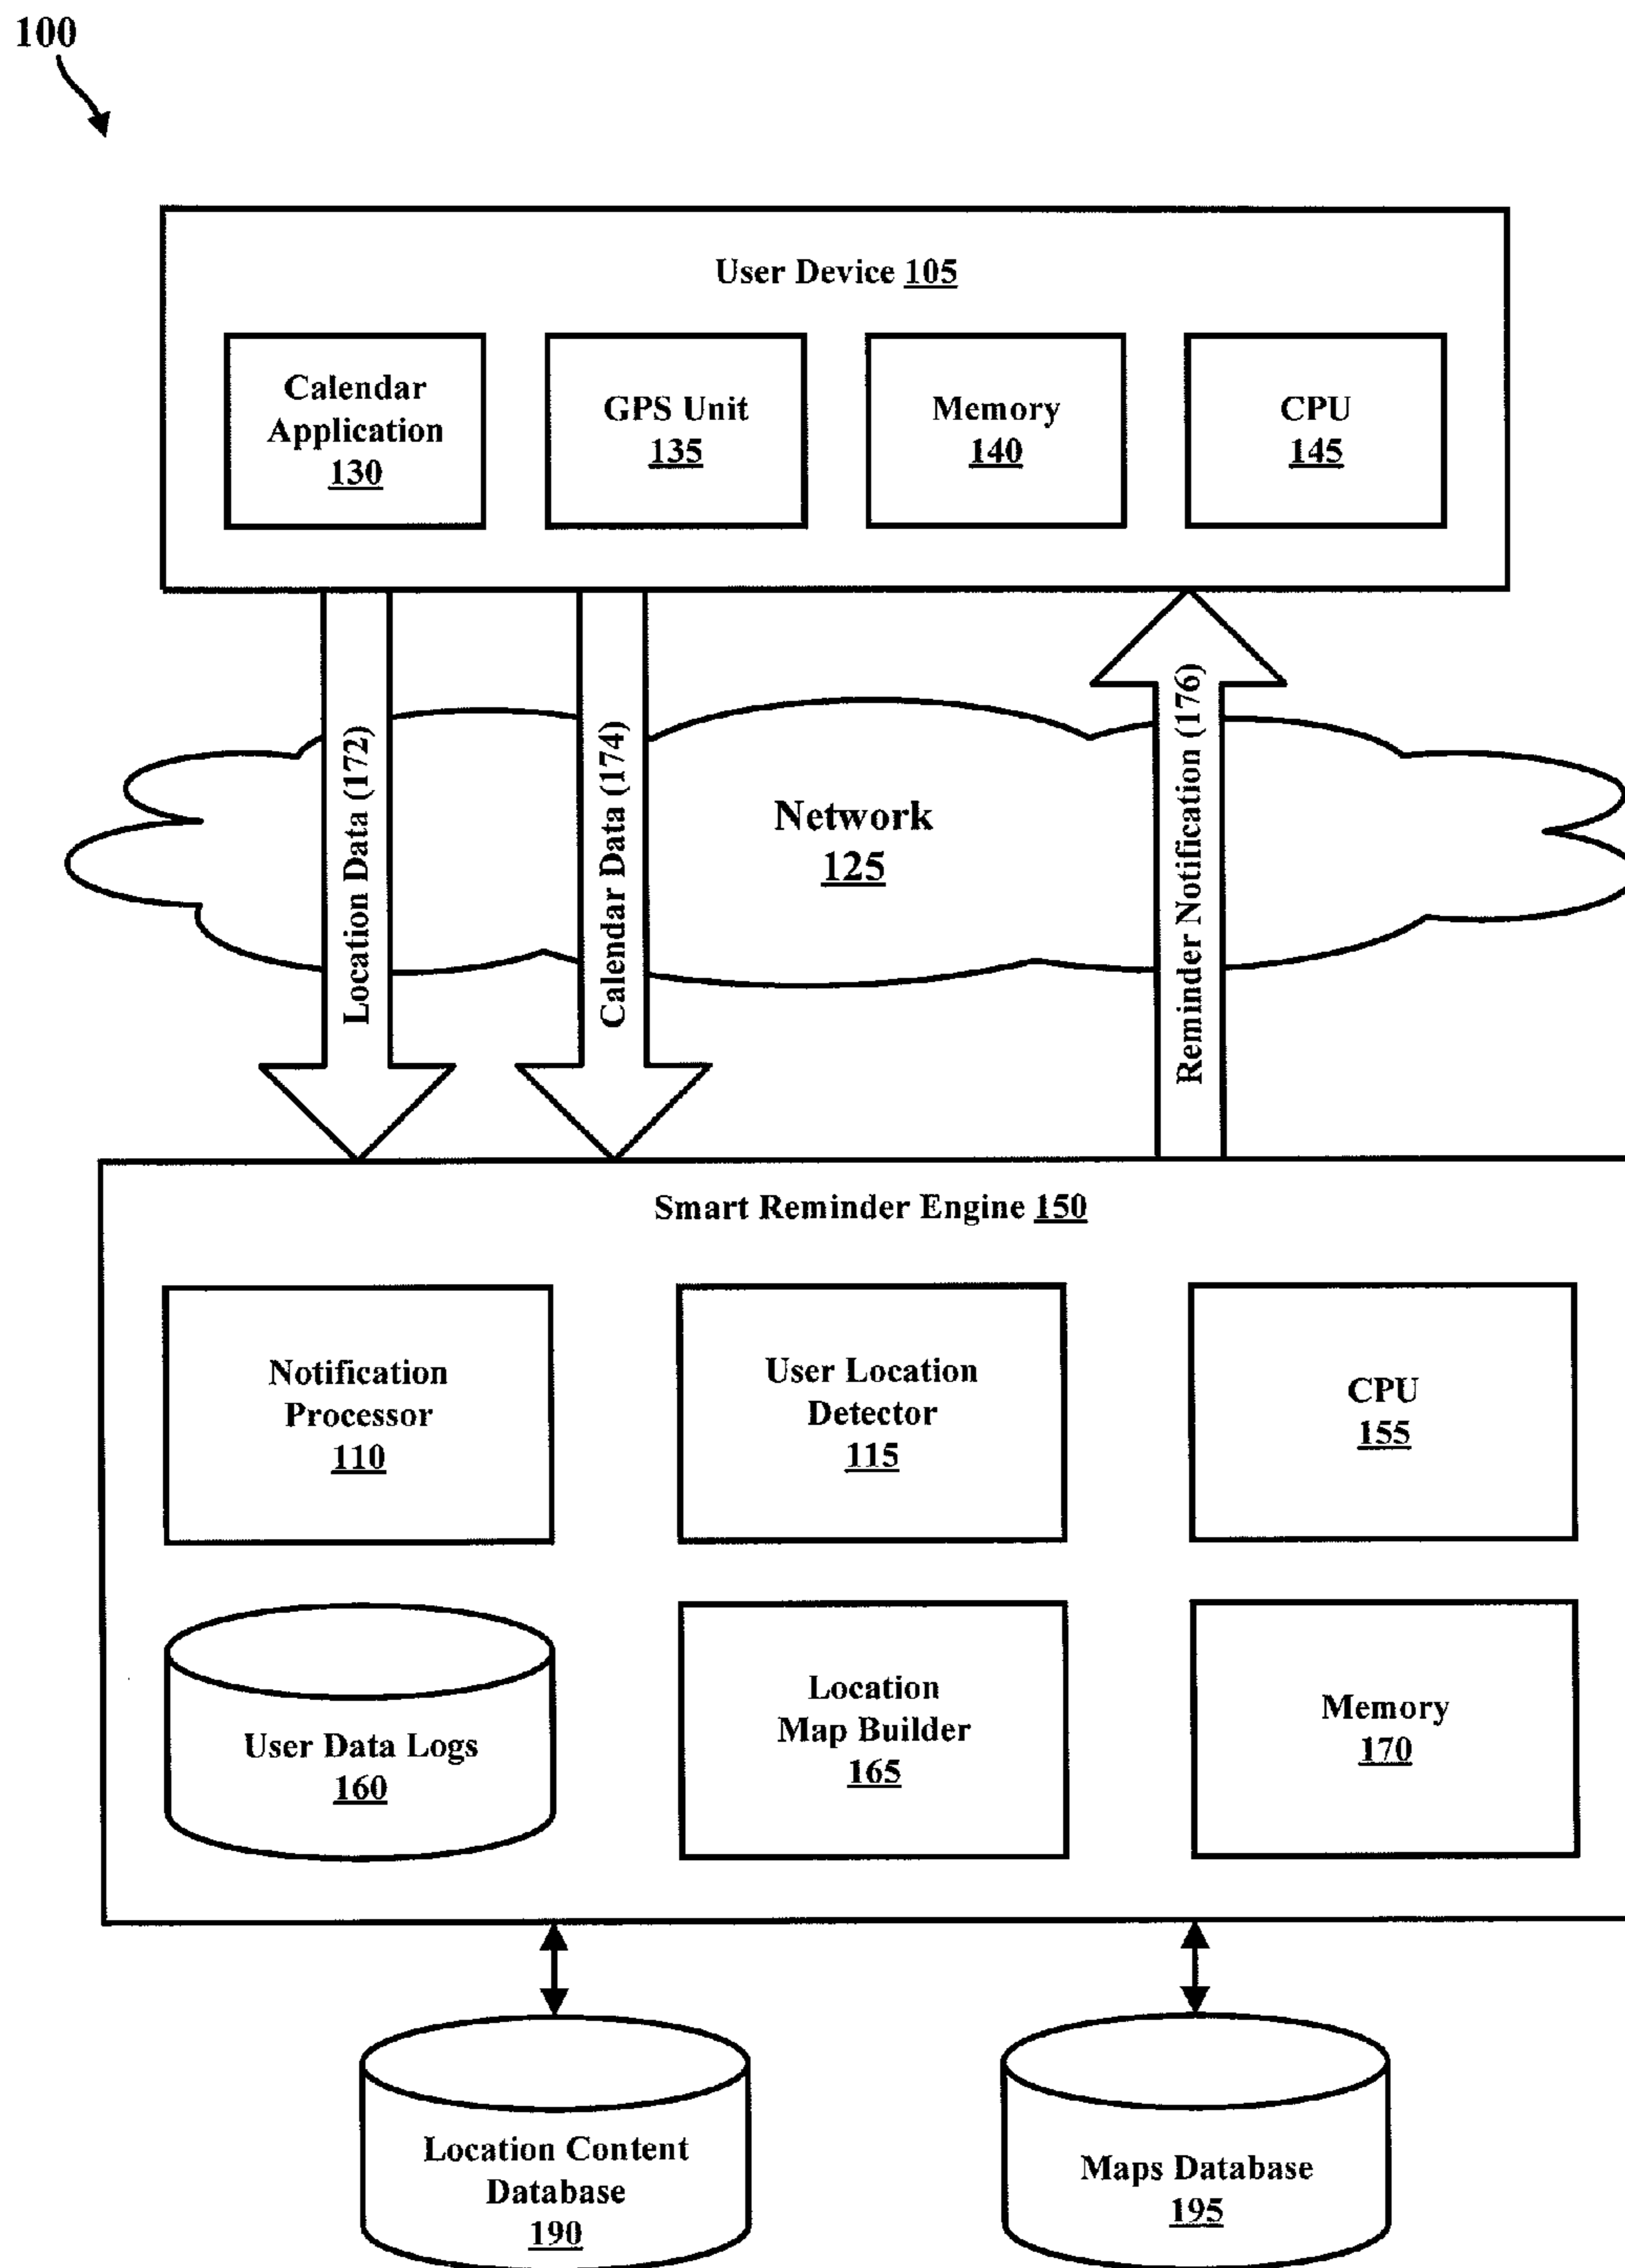 100
User Device 105
Calendar
Application
130
GPS Unit
135
Memory
140
CPU
145
Location Data (172)
Calendar Data (174)
Network
125
Reminder Notification (176)
Smart Reminder Engine 150
Notification
Processor
110
User Location
Detector
115
CPU
155
User Data Logs
160
Location
Map Builder
165
Memory
170
Location Content
Database
190
Maps Database
195